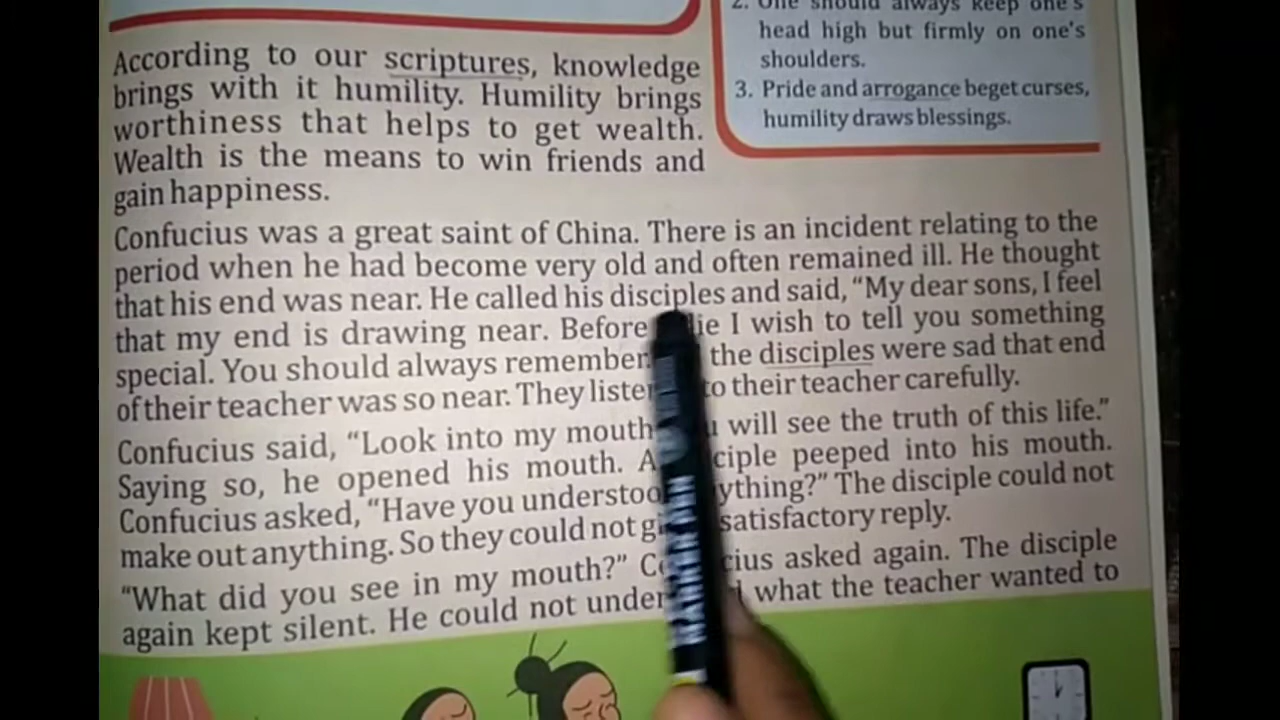 According to our scriptures, knowledge
brings with it humility. Humility brings
worthiness that helps to get wealth.
Wealth is the means to win friends and
gain happiness.
2. One should always keep one's
head high but firmly on one's
shoulders.
3. Pride and arrogance beget curses,
humility draws blessings.
Confucius was a great saint of China. There is an incident relating to the
period when he had become very old and often remained ill. He thought
that his end was near. He called his disciples and said, “My dear sons, I feel
that my end is drawing near. Before I wish to tell you something
special. You should always remember the disciples were sad that end
of their teacher was so near. They to their teacher carefully.
Confucius said, “Look into my mouth will see the truth of this life.”
Saying so, he opened his mouth. A peeped into his mouth.
Confucius asked, “Have you The disciple could not
make out anything. So they could not satisfactory reply.
“What did you see in my mouth?” asked again. The disciple
again kept silent. He could not what the teacher wanted to
MARKER PEN